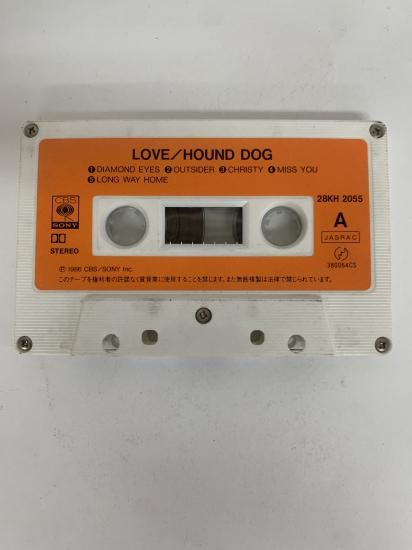 LOVE/HOUND DOG
❶DIAMOND EYES ❷OUTSIDER ❸CHRISTY ❹MISS YOU
❺LONG WAY HOME
28KH 2055
CBS
SONY
A
JASRAC
STEREO
380064CS
Ⓟ 1986 CBS/SONY Inc.
このテープを権利者の許諾なく賃貸業に使用することを禁じます。また無断複製は法律で禁じられています。